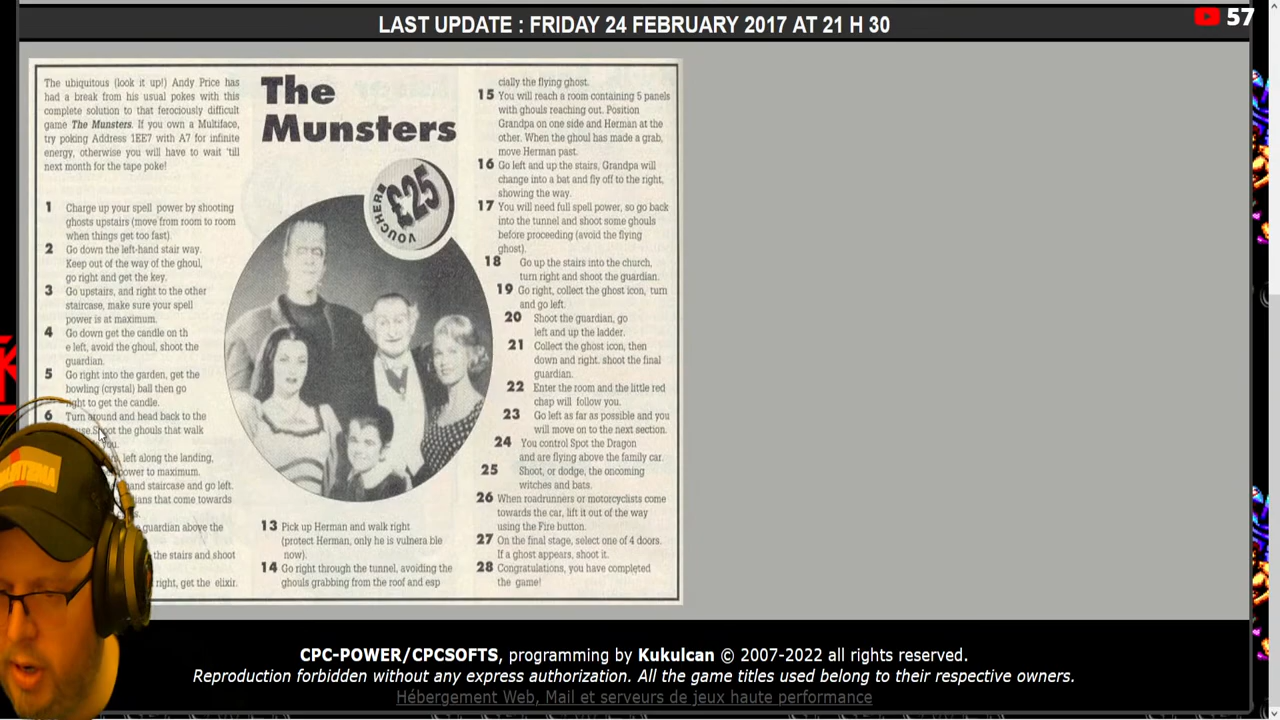 LAST UPDATE : FRIDAY 24 FEBRUARY 2017 AT 21 H 30
57
The ubiquitous (look it up!) Andy Price has
had a break from his usual pokes with this
complete solution to that ferociously difficult
game The Munsters. If you own a Multiface,
try poking Address 1EE7 with A7 for infinite
energy, otherwise you will have to wait 'till
next month for the tape poke!
The
Munsters
VOUCHER!
£25
1 Charge up your spell power by shooting
ghosts upstairs (move from room to room
when things get too fast).
2 Go down the left-hand stair way.
Keep out of the way of the ghoul,
go right and get the key.
3 Go upstairs, and right to the other
staircase, make sure your spell
power is at maximum.
4 Go down get the candle on th
e left, avoid the ghoul, shoot the
guardian.
5 Go right into the garden, get the
bowling (crystal) ball then go
right to get the candle.
6 Turn around and head back to the
Shoot the ghouls that walk
you.
left along the landing,
power to maximum.
hand staircase and go left.
that come towards
guardian above the
the stairs and shoot
right, get the elixir.
13 Pick up Herman and walk right
(protect Herman, only he is vulnera ble
now).
14 Go right through the tunnel, avoiding the
ghouls grabbing from the roof and esp
cially the flying ghost.
15 You will reach a room containing 5 panels
with ghouls reaching out. Position
Grandpa on one side and Herman at the
other. When the ghoul has made a grab,
move Herman past.
16 Go left and up the stairs, Grandpa will
change into a bat and fly off to the right,
showing the way.
17 You will need full spell power, so go back
into the tunnel and shoot some ghouls
before proceeding (avoid the flying
ghost).
18 Go up the stairs into the church,
turn right and shoot the guardian.
19 Go right, collect the ghost icon, turn
and go left.
20 Shoot the guardian, go
left and up the ladder.
21 Collect the ghost icon, then
down and right. shoot the final
guardian.
22 Enter the room and the little red
chap will follow you.
23 Go left as far as possible and you
will move on to the next section.
24 You control Spot the Dragon
and are flying above the family car.
25 Shoot, or dodge, the oncoming
witches and bats.
26 When roadrunners or motorcyclists come
towards the car, lift it out of the way
using the Fire button.
27 On the final stage, select one of 4 doors.
If a ghost appears, shoot it.
28 Congratulations, you have completed
the game!
CPC-POWER/CPCSOFTS, programming by Kukulcan © 2007-2022 all rights reserved.
Reproduction forbidden without any express authorization. All the game titles used belong to their respective owners.
Hébergement Web, Mail et serveurs de jeux haute performance